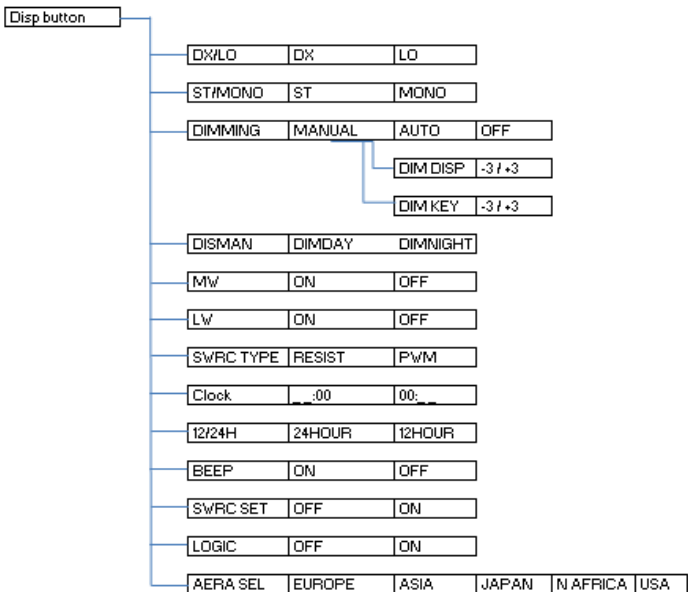 Disp button
DX/LO DX LO
ST/MONO ST MONO
DIMMING MANUAL AUTO OFF
DIM DISP -3 / +3
DIM KEY -3 / +3
DISMAN DIMDAY DIMNIGHT
MW ON OFF
LW ON OFF
SWRC TYPE RESIST PWM
Clock _ _:00 00:_ _
12/24H 24HOUR 12HOUR
BEEP ON OFF
SWRC SET OFF ON
LOGIC OFF ON
AERA SEL EUROPE ASIA JAPAN N AFRICA USA